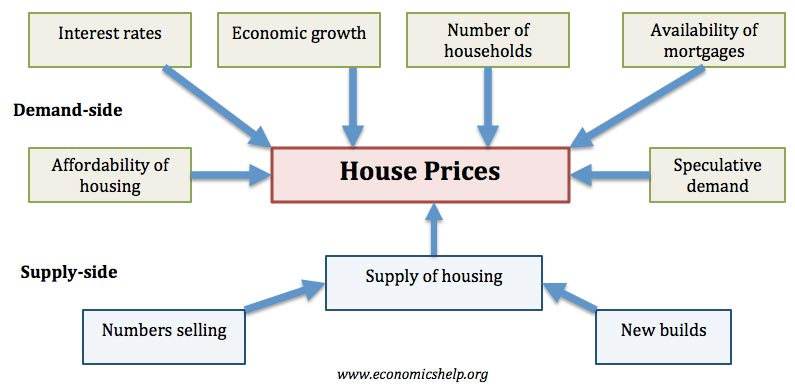 Interest rates
Economic growth
Number of
households
Availability of
mortgages
Demand-side
Affordability of
housing
House Prices
Speculative
demand
Supply-side
Supply of housing
Numbers selling
New builds
www.economicshelp.org